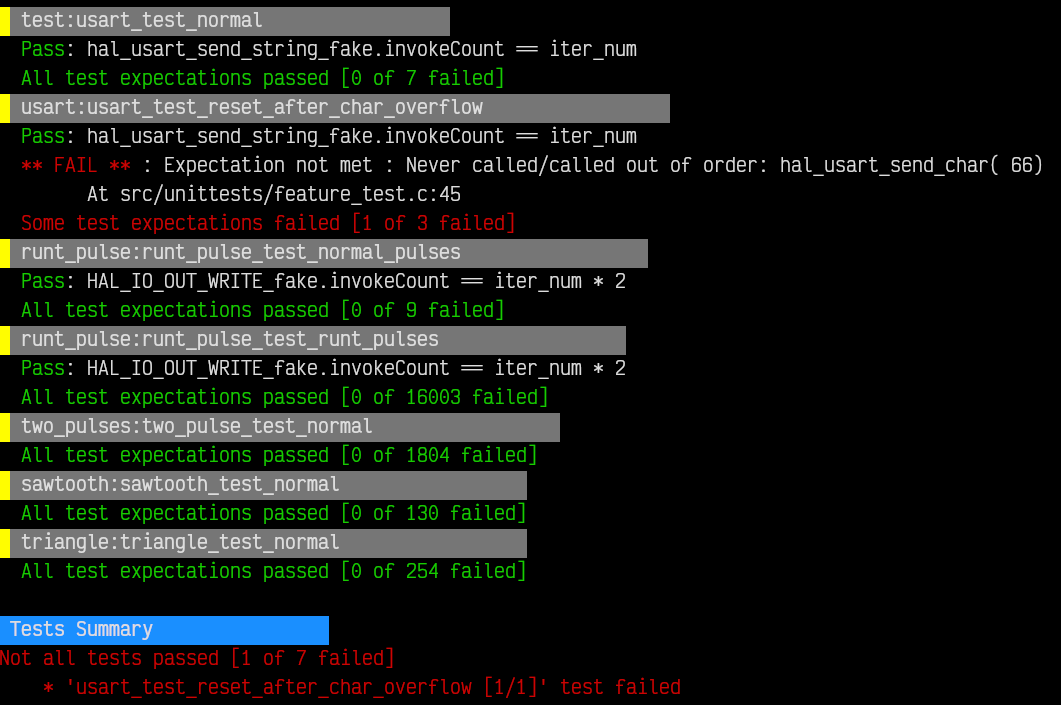 test:usart_test_normal
Pass: hal_usart_send_string_fake.invokeCount == iter_num
All test expectations passed [0 of 7 failed]
usart:usart_test_reset_after_char_overflow
Pass: hal_usart_send_string_fake.invokeCount == iter_num
** FAIL ** : Expectation not met : Never called/called out of order: hal_usart_send_char( 66)
At src/unittests/feature_test.c:45
Some test expectations failed [1 of 3 failed]
runt_pulse:runt_pulse_test_normal_pulses
Pass: HAL_IO_OUT_WRITE_fake.invokeCount == iter_num * 2
All test expectations passed [0 of 9 failed]
runt_pulse:runt_pulse_test_runt_pulses
Pass: HAL_IO_OUT_WRITE_fake.invokeCount == iter_num * 2
All test expectations passed [0 of 16003 failed]
two_pulses:two_pulse_test_normal
All test expectations passed [0 of 1804 failed]
sawtooth:sawtooth_test_normal
All test expectations passed [0 of 130 failed]
triangle:triangle_test_normal
All test expectations passed [0 of 254 failed]
Tests Summary
Not all tests passed [1 of 7 failed]
* 'usart_test_reset_after_char_overflow [1/1]' test failed